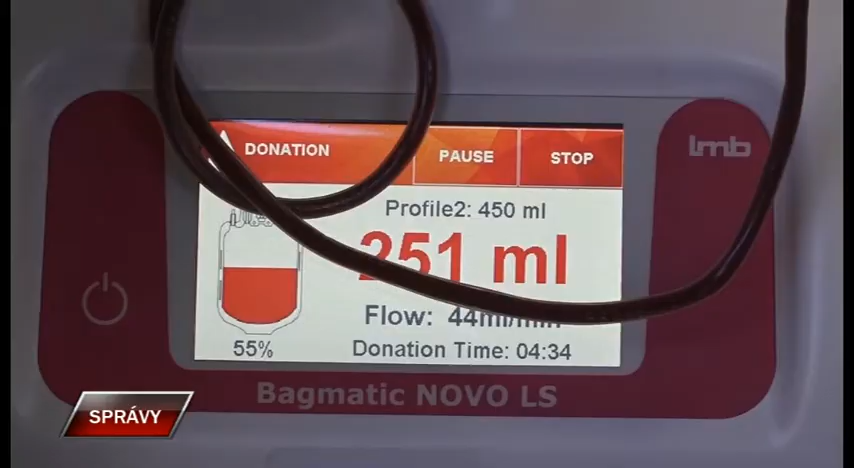 DONATION
PAUSE
STOP
lmb
Profile2: 450 ml
251 ml
Flow: 44ml/min
55%
Donation Time: 04:34
Bagmatic NOVO LS
SPRÁVY